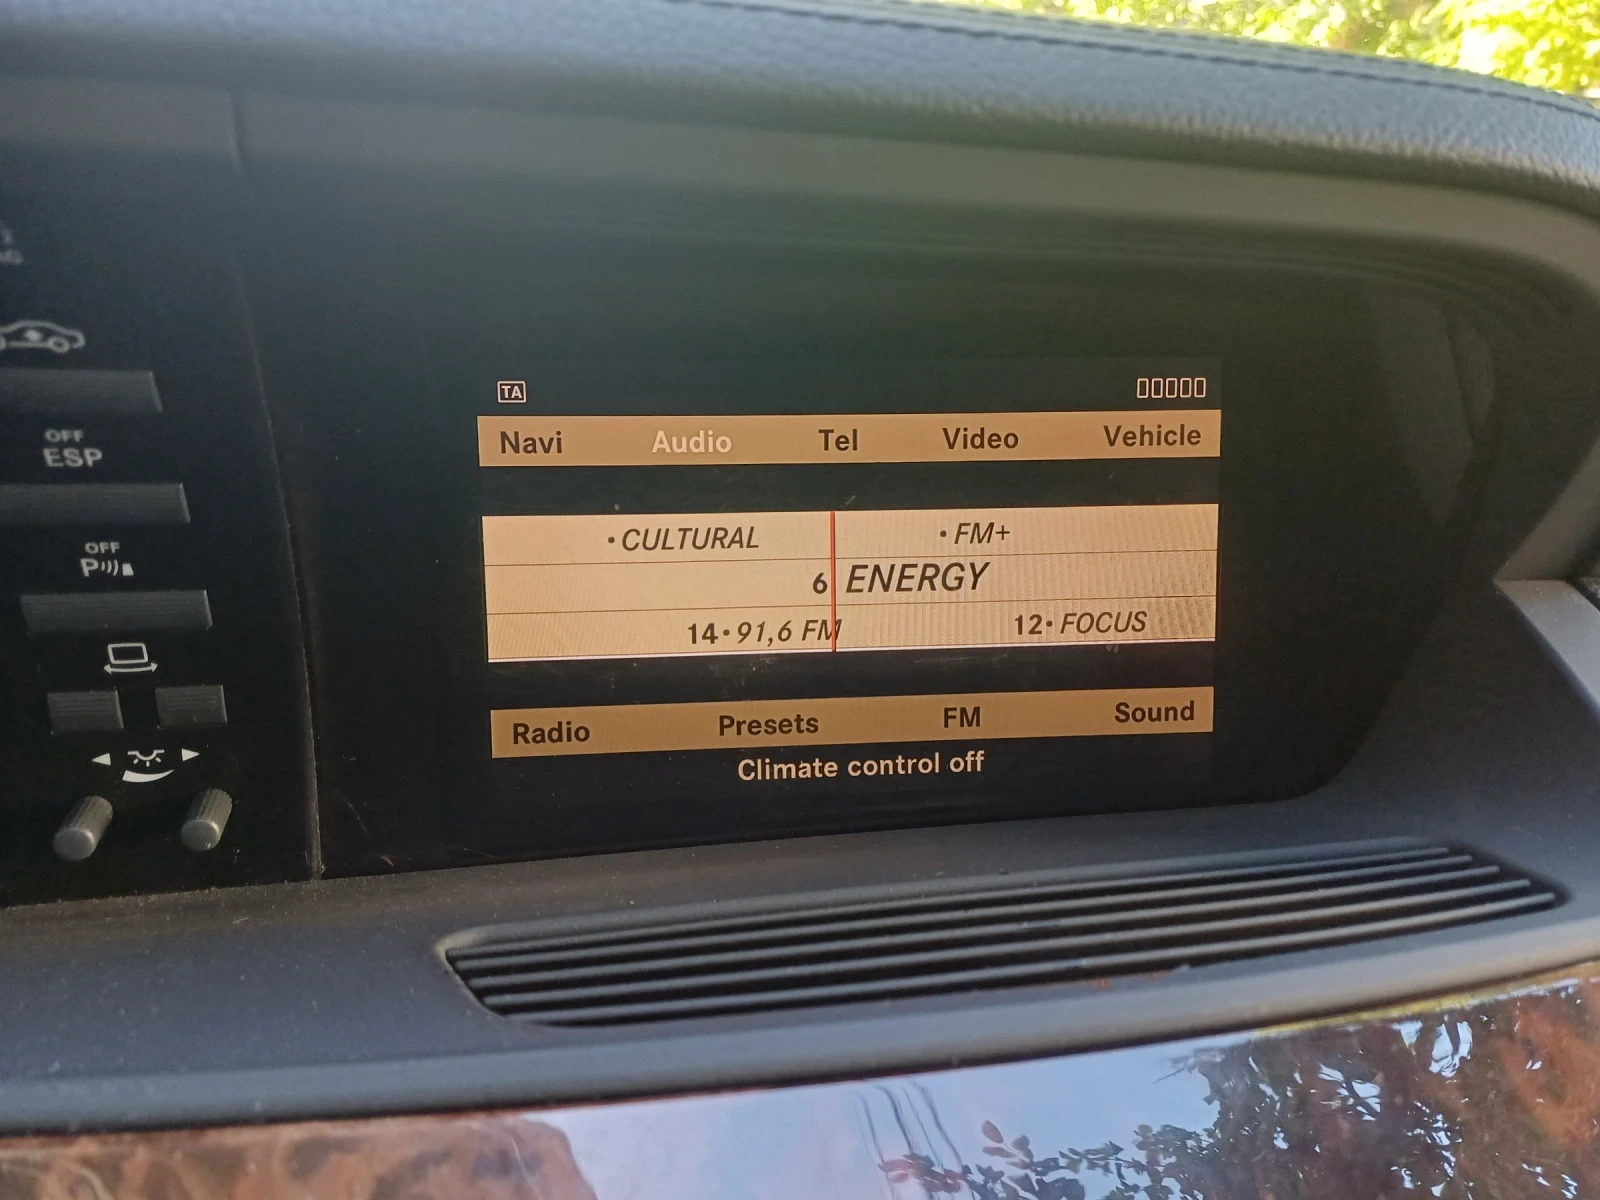 TA
Navi Audio Tel Video Vehicle
• CULTURAL • FM+
6 ENERGY
14 • 91,6 FM 12 • FOCUS
Radio Presets FM Sound
Climate control off
OFF
ESP
OFF
P